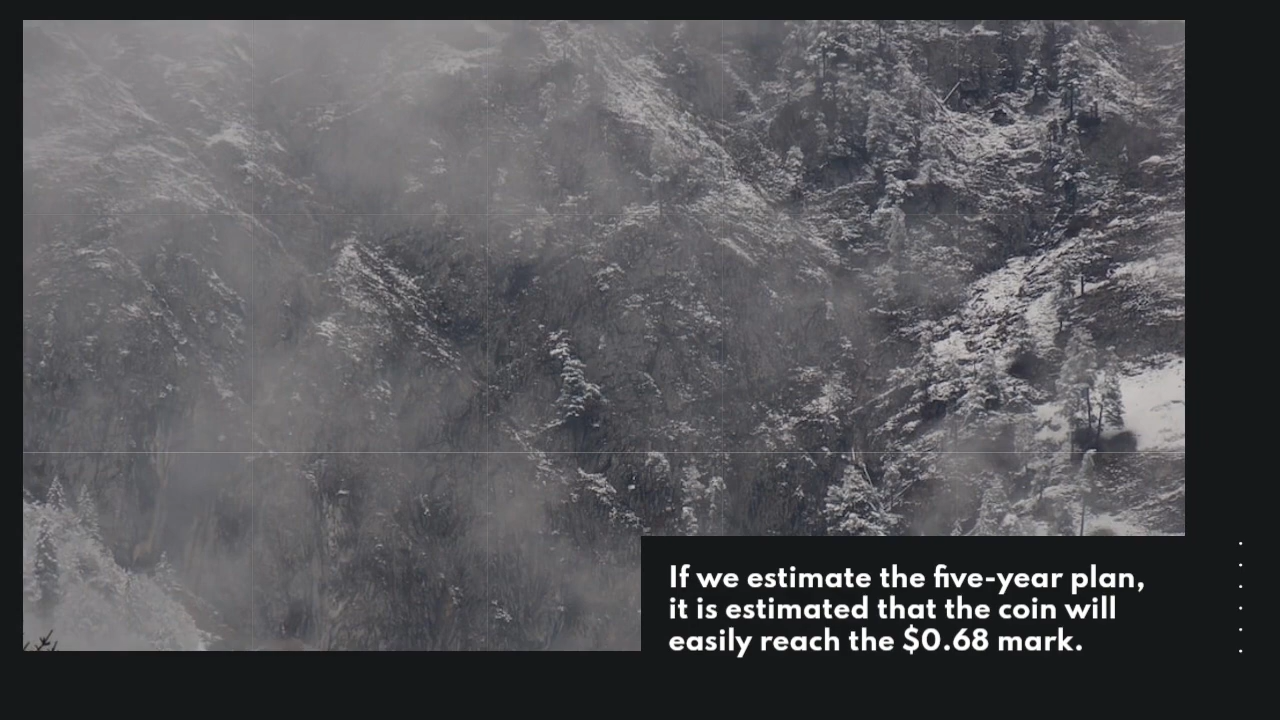 If we estimate the five-year plan,
it is estimated that the coin will
easily reach the $0.68 mark.